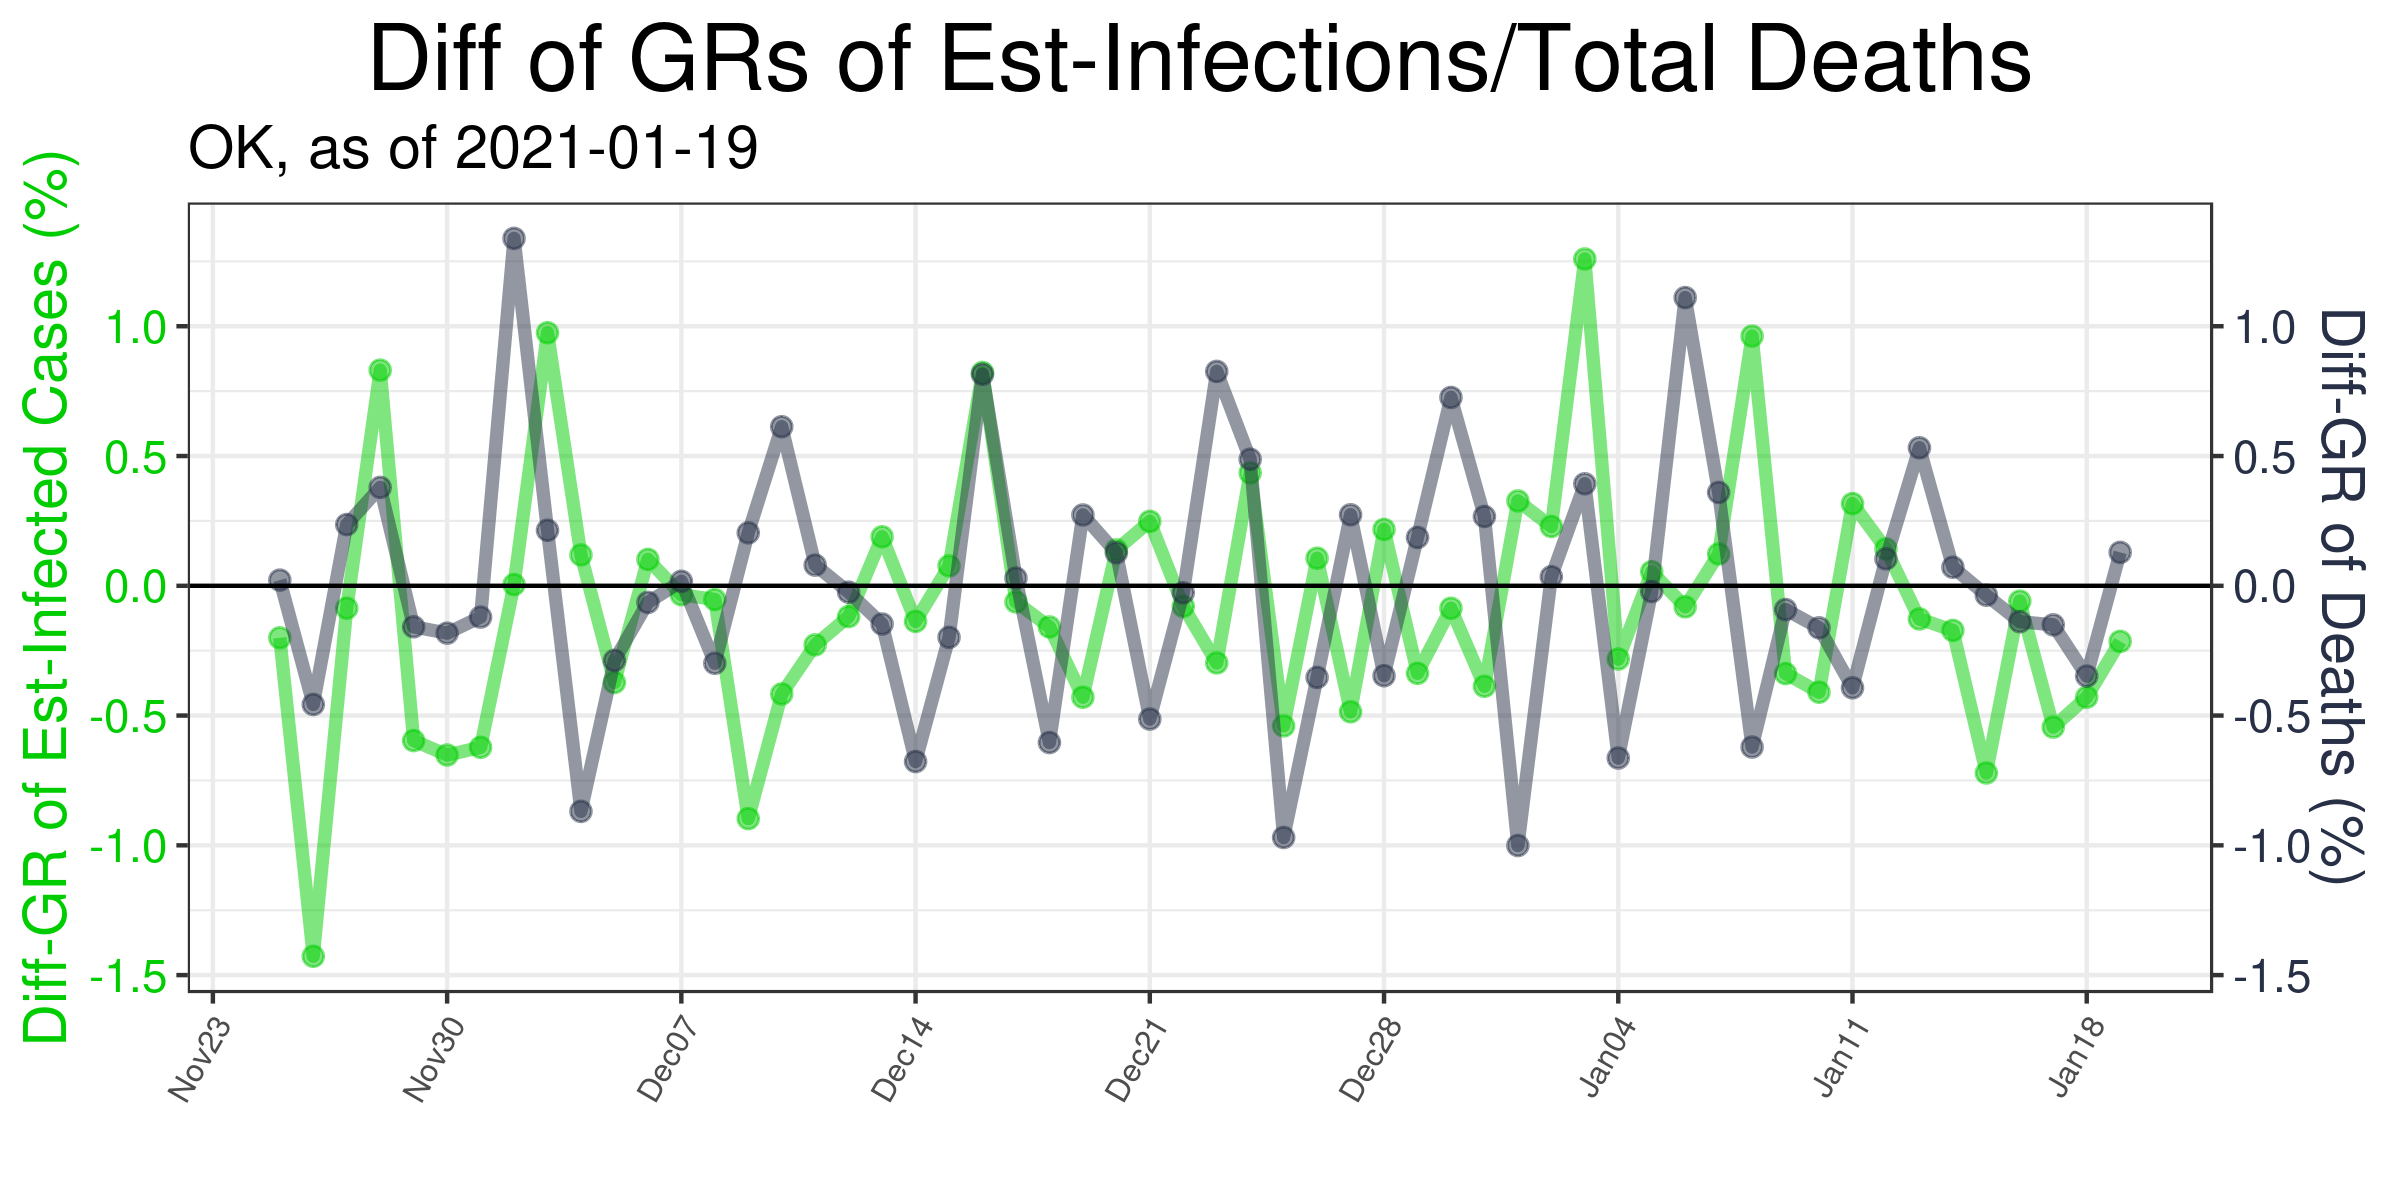 Diff of GRs of Est-Infections/Total Deaths
OK, as of 2021-01-19
Diff-GR of Est-Infected Cases (%)
1.0
0.5
0.0
-0.5
-1.0
-1.5
1.0
0.5
0.0
-0.5
-1.0
-1.5
Diff-GR of Deaths (%)
Nov23
Nov30
Dec07
Dec14
Dec21
Dec28
Jan04
Jan11
Jan18